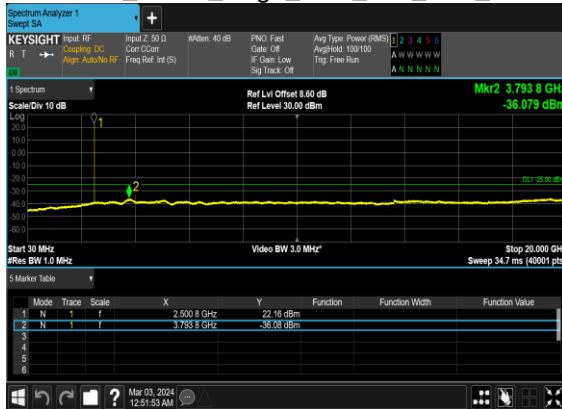 Spectrum Analyzer 1
Swept SA
+
KEYSIGHT Input: RF Input Z: 50 Ω #Atten: 40 dB PNO: Fast Avg Type: Power (RMS) 1 2 3 4 5 6
R T Coupling: DC Corr CCorr Gate: Off Avg|Hold: 100/100 A W W W W W
Align: Auto/No RF Freq Ref: Int (S) IF Gain: Low Trig: Free Run
Sig Track: Off A N N N N N
1 Spectrum
Ref Lvl Offset 8.60 dB Mkr2 3.793 8 GHz
Scale/Div 10 dB Ref Level 30.00 dBm -36.079 dBm
Log
20.0
10.0
0.00
-10.0
-20.0
-30.0
-40.0
-50.0
-60.0
1
2
DL1 -25.00 dBm
Start 30 MHz Video BW 3.0 MHz* Stop 20.000 GHz
#Res BW 1.0 MHz Sweep 34.7 ms (40001 pts)
5 Marker Table
Mode Trace Scale X Y Function Function Width Function Value
1 N 1 f 2.500 8 GHz 22.16 dBm
2 N 1 f 3.793 8 GHz -36.08 dBm
3
4
5
6
? Mar 03, 2024
12:51:53 AM